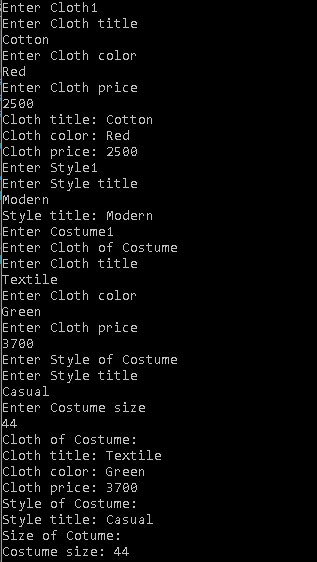 Enter Cloth1
Enter Cloth title
Cotton
Enter Cloth color
Red
Enter Cloth price
2500
Cloth title: Cotton
Cloth color: Red
Cloth price: 2500
Enter Style1
Enter Style title
Modern
Style title: Modern
Enter Costume1
Enter Cloth of Costume
Enter Cloth title
Textile
Enter Cloth color
Green
Enter Cloth price
3700
Enter Style of Costume
Enter Style title
Casual
Enter Costume size
44
Cloth of Costume:
Cloth title: Textile
Cloth color: Green
Cloth price: 3700
Style of Costume:
Style title: Casual
Size of Cotume:
Costume size: 44